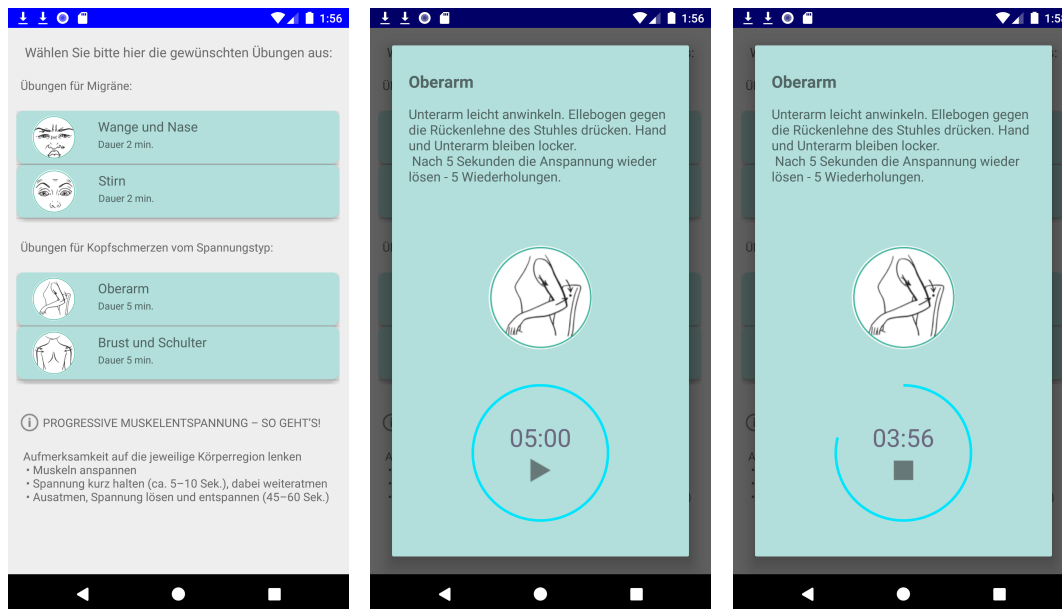 1:56
Wählen Sie bitte hier die gewünschten Übungen aus:
Übungen für Migräne:
Wange und Nase
Dauer 2 min.
Stirn
Dauer 2 min.
Übungen für Kopfschmerzen vom Spannungstyp:
Oberarm
Dauer 5 min.
Brust und Schulter
Dauer 5 min.
i PROGRESSIVE MUSKELENTSPANNUNG – SO GEHT'S!
Aufmerksamkeit auf die jeweilige Körperregion lenken
• Muskeln anspannen
• Spannung kurz halten (ca. 5–10 Sek.), dabei weiteratmen
• Ausatmen, Spannung lösen und entspannen (45–60 Sek.)
1:56
Oberarm
Unterarm leicht anwinkeln. Ellebogen gegen
die Rückenlehne des Stuhles drücken. Hand
und Unterarm bleiben locker.
Nach 5 Sekunden die Anspannung wieder
lösen - 5 Wiederholungen.
05:00
Oberarm
Unterarm leicht anwinkeln. Ellebogen gegen
die Rückenlehne des Stuhles drücken. Hand
und Unterarm bleiben locker.
Nach 5 Sekunden die Anspannung wieder
lösen - 5 Wiederholungen.
03:56